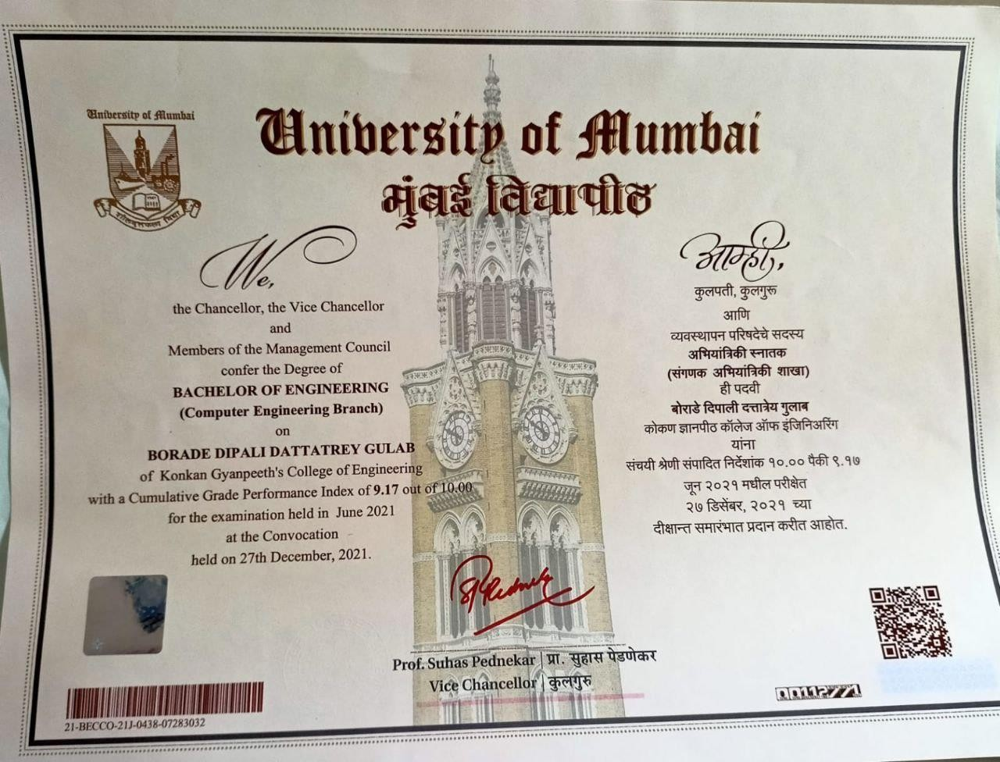 University of Mumbai
University of Mumbai
मुंबई विद्यापीठ
शीलवृत्तफला विद्या
We,
the Chancellor, the Vice Chancellor
and
Members of the Management Council
confer the Degree of
BACHELOR OF ENGINEERING
(Computer Engineering Branch)
on
BORADE DIPALI DATTATREY GULAB
of Konkan Gyanpeeth's College of Engineering
with a Cumulative Grade Performance Index of 9.17 out of 10.00
for the examination held in June 2021
at the Convocation
held on 27th December, 2021.
आम्ही,
कुलपती, कुलगुरू
आणि
व्यवस्थापन परिषदेचे सदस्य
अभियांत्रिकी स्नातक
(संगणक अभियांत्रिकी शाखा)
ही पदवी
बोराडे दिपाली दत्तात्रेय गुलाब
कोकण ज्ञानपीठ कॉलेज ऑफ इंजिनिअरिंग
यांना
संचयी श्रेणी संपादित निर्देशांक १०.०० पैकी ९.१७
जून २०२१ मधील परीक्षेत
२७ डिसेंबर, २०२१ च्या
दीक्षान्त समारंभात प्रदान करीत आहोत.
Prof. Suhas Pednekar | प्रा. सुहास पेडणेकर
Vice Chancellor | कुलगुरु
21-BECCO-21J-0438-07283032